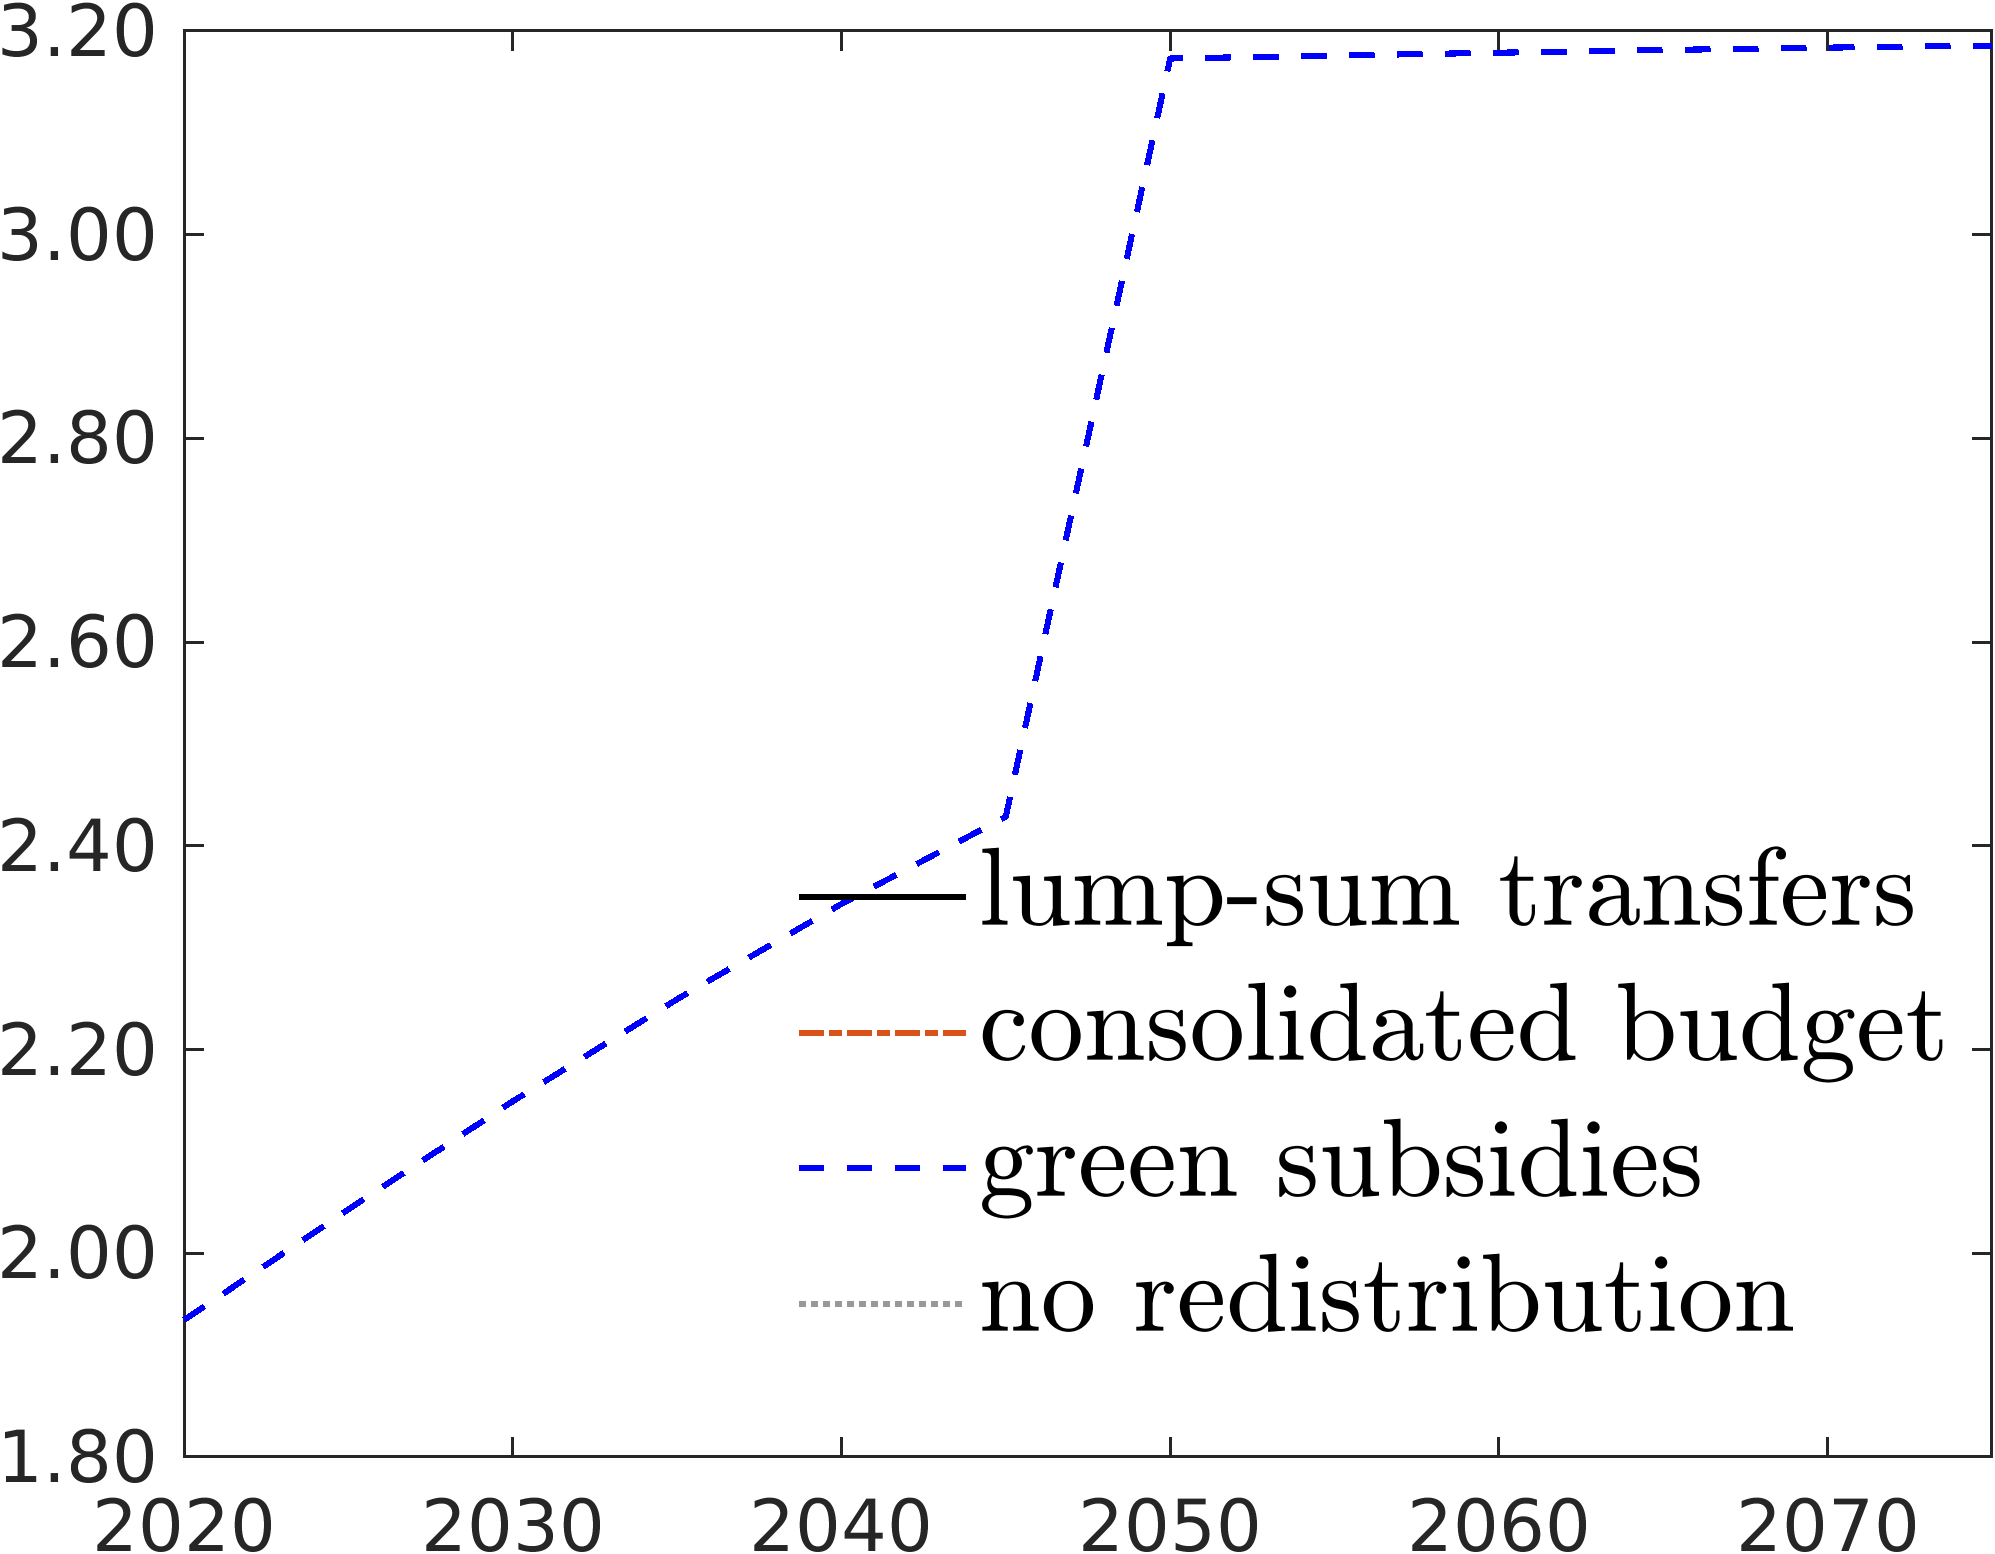 3.20
3.00
2.80
2.60
2.40
2.20
2.00
1.80
lump-sum transfers
consolidated budget
green subsidies
no redistribution
2020 2030 2040 2050 2060 2070